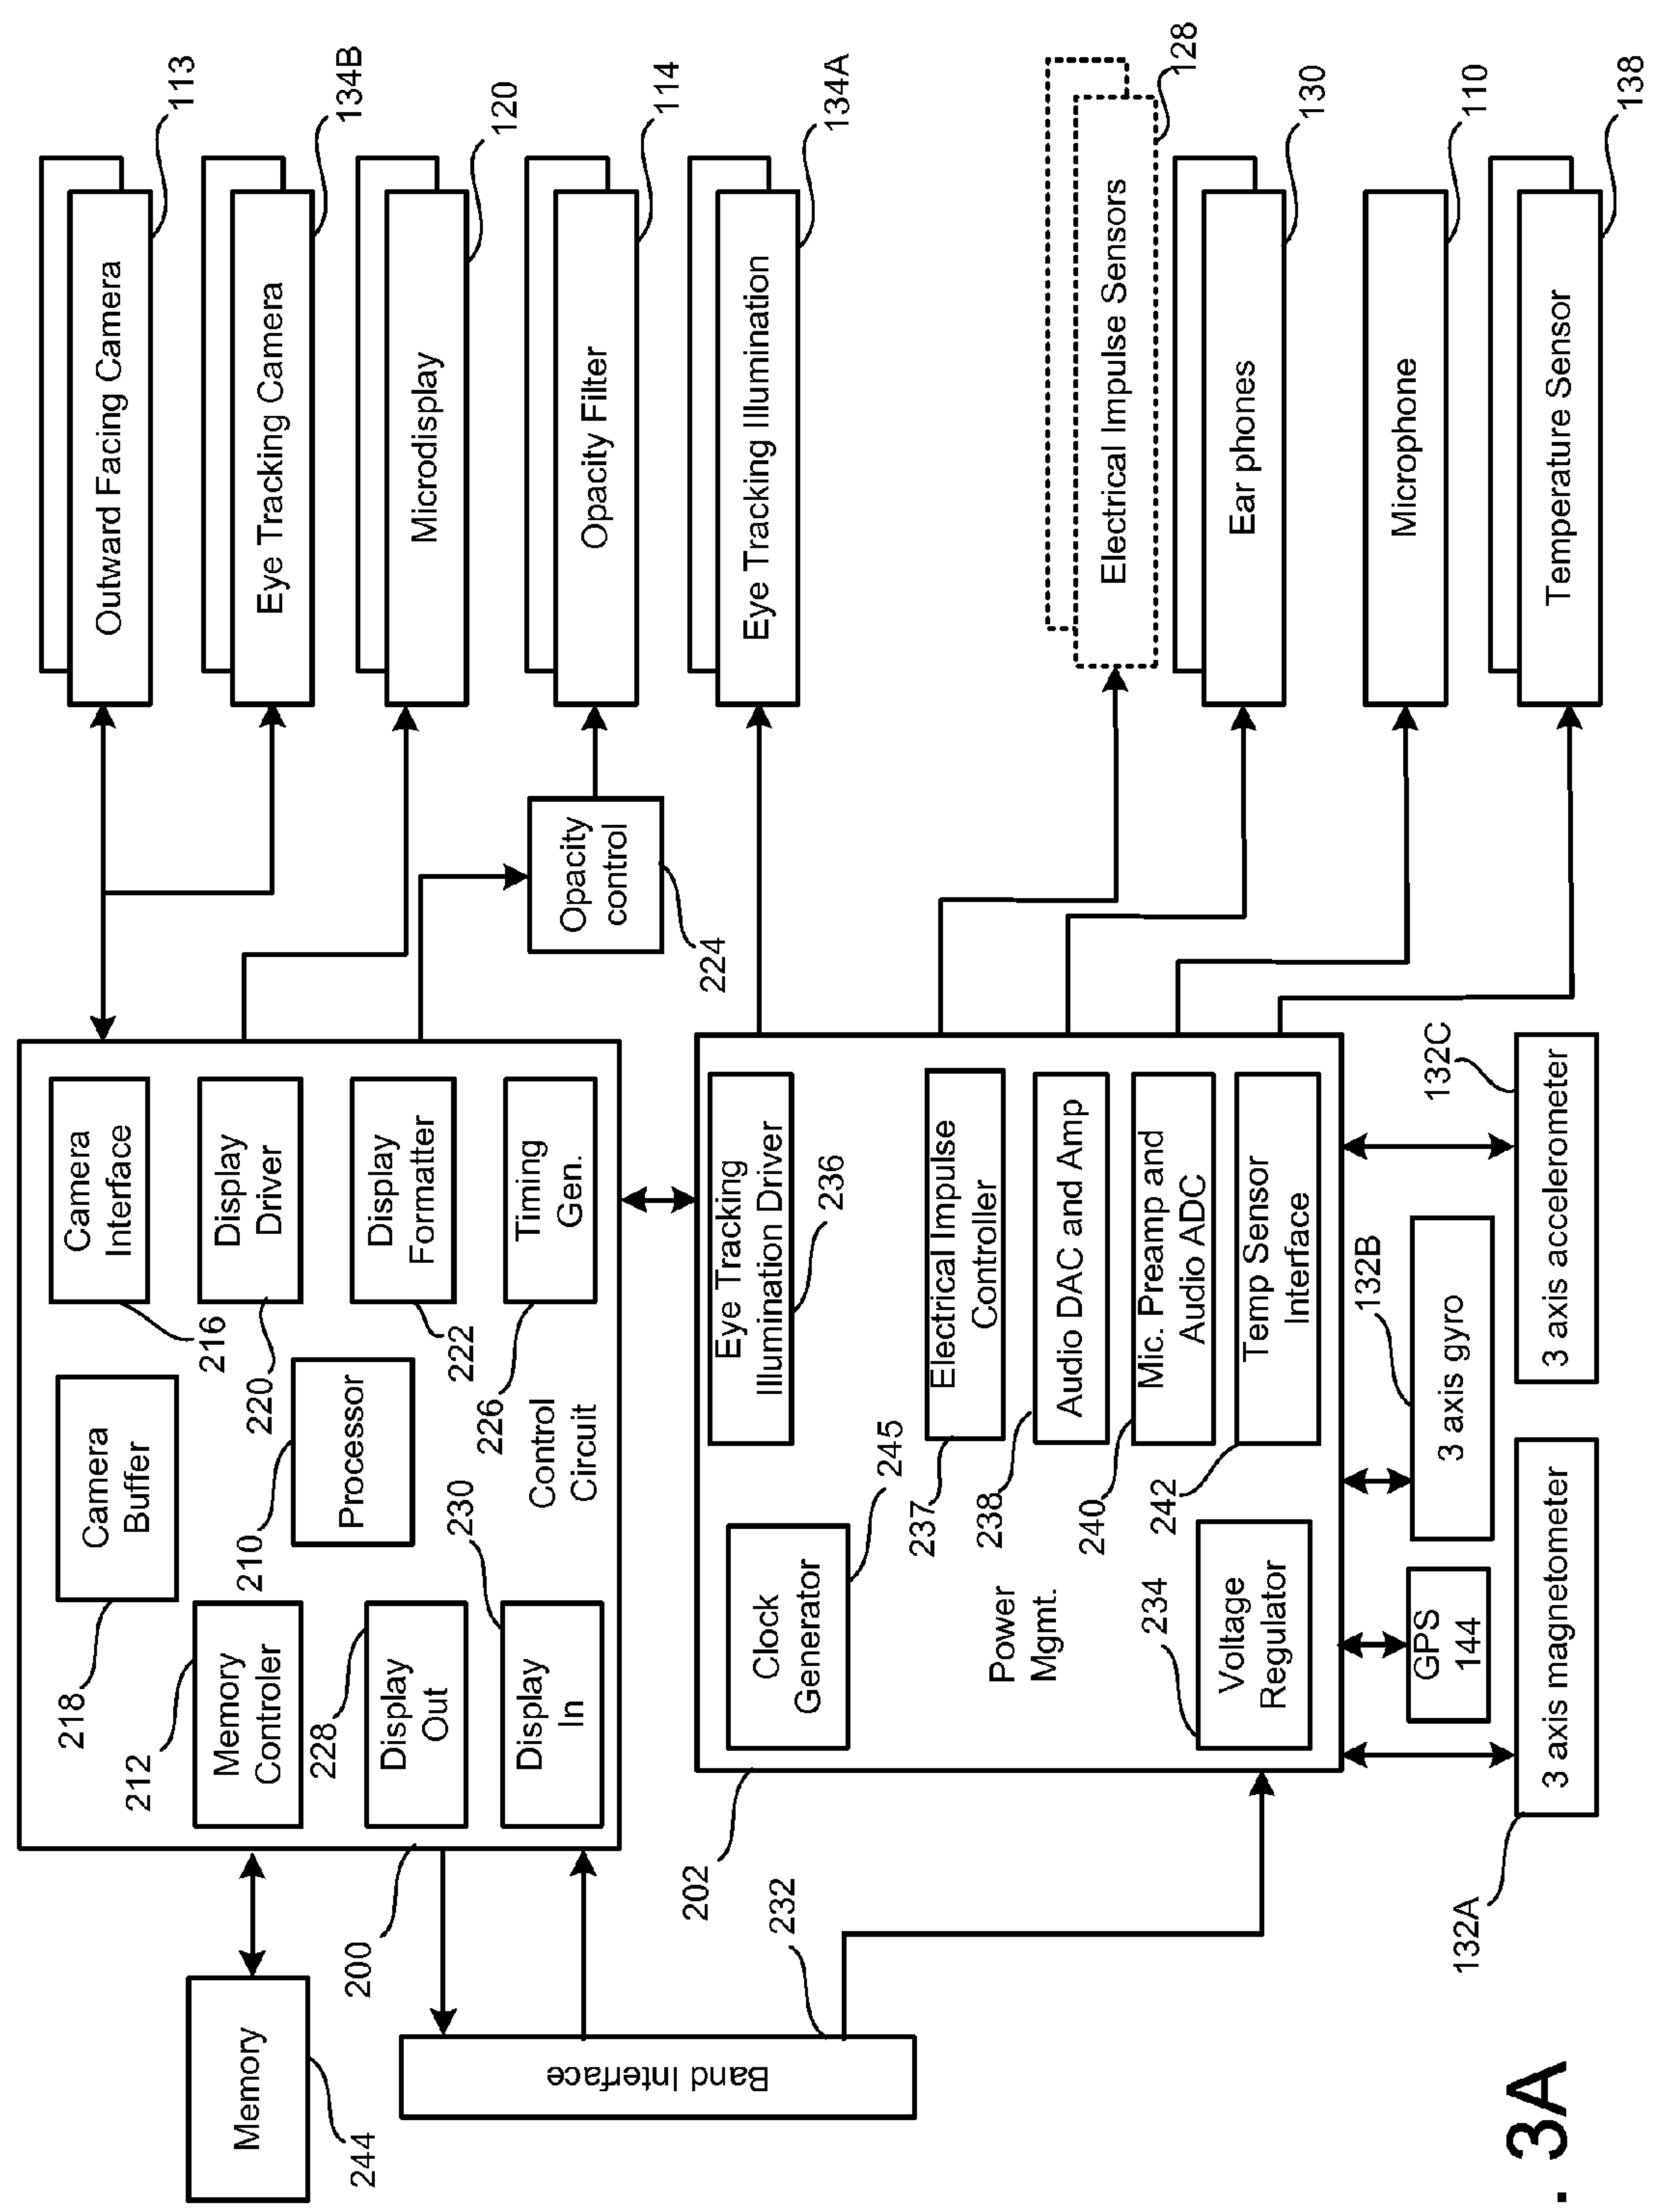 Outward Facing Camera
113
Eye Tracking Camera
134B
Microdisplay
120
Opacity Filter
114
Eye Tracking Illumination
134A
Electrical Impulse Sensors
128
Ear phones
130
Microphone
110
Temperature Sensor
138
Opacity
control
224
Camera
Interface
216
Display
Driver
220
Display
Formatter
222
Timing
Gen.
226
Camera
Buffer
218
Processor
210
Control
Circuit
Memory
Controler
212
Display
Out
228
Display
In
230
200
Memory
244
Band Interface
232
Eye Tracking
Illumination Driver
236
Electrical Impulse
Controller
237
Audio DAC and Amp
238
Mic. Preamp and
Audio ADC
240
Temp Sensor
Interface
242
Clock
Generator
245
Power
Mgmt.
Voltage
Regulator
234
202
3 axis magnetometer
132A
GPS
144
3 axis gyro
132B
3 axis accelerometer
132C
. 3A